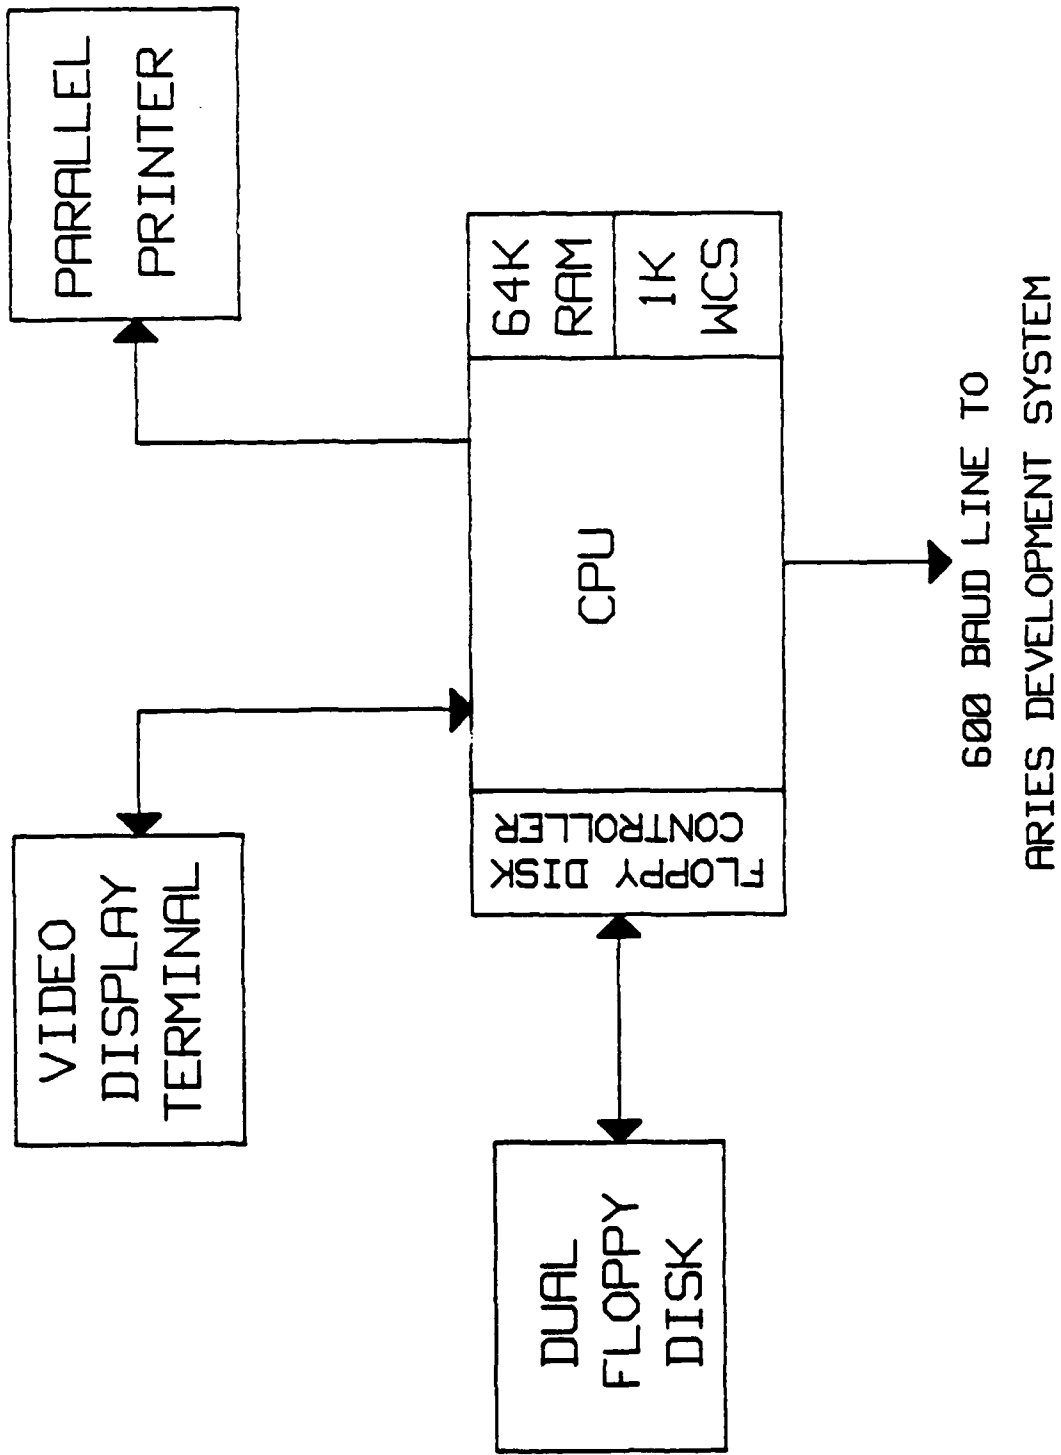 VIDEO
DISPLAY
TERMINAL
PARALLEL
PRINTER
DUAL
FLOPPY
DISK
FLOPPY DISK
CONTROLLER
CPU
64K
RAM
1K
WCS
600 BAUD LINE TO
ARIES DEVELOPMENT SYSTEM